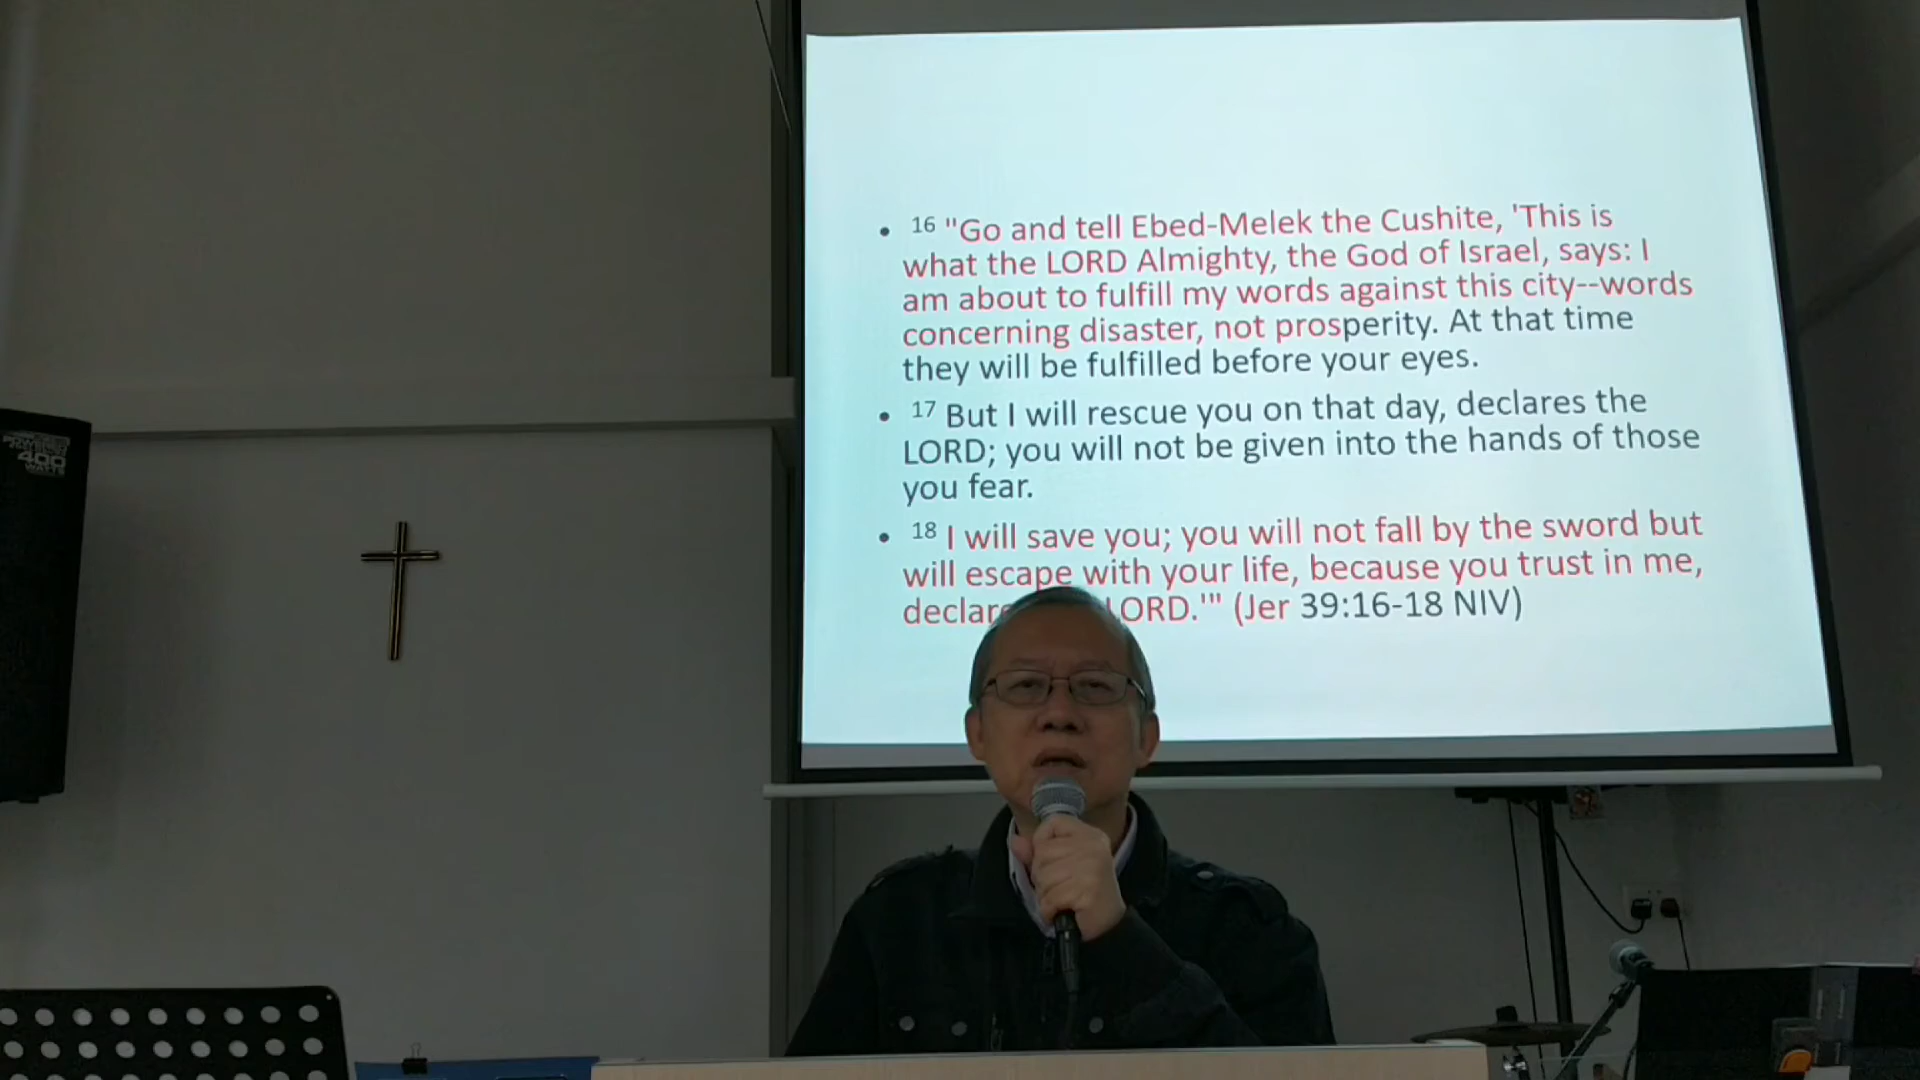 16 "Go and tell Ebed-Melek the Cushite, 'This is
what the LORD Almighty, the God of Israel, says: I
am about to fulfill my words against this city--words
concerning disaster, not prosperity. At that time
they will be fulfilled before your eyes.
17 But I will rescue you on that day, declares the
LORD; you will not be given into the hands of those
you fear.
18 I will save you; you will not fall by the sword but
will escape with your life, because you trust in me,
LORD.'" (Jer 39:16-18 NIV)
POWERED
400
WATTS